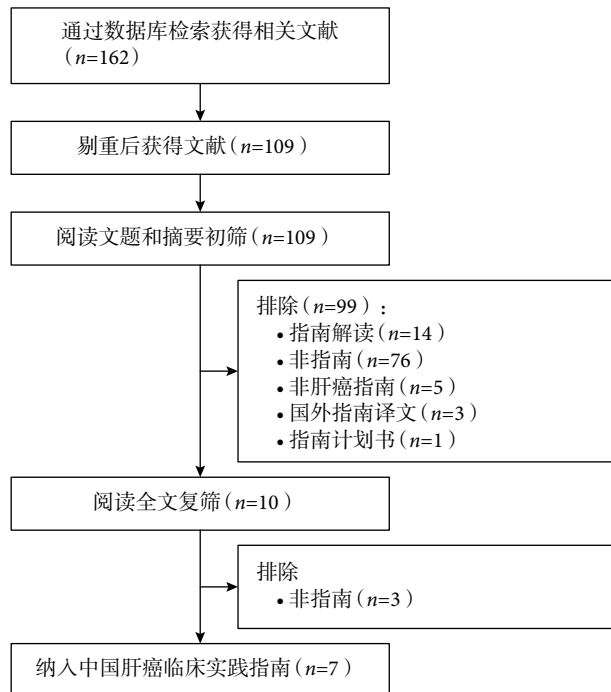 通过数据库检索获得相关文献
(n=162)
剔重后获得文献(n=109)
阅读文题和摘要初筛(n=109)
排除(n=99):
• 指南解读(n=14)
• 非指南(n=76)
• 非肝癌指南(n=5)
• 国外指南译文(n=3)
• 指南计划书(n=1)
阅读全文复筛(n=10)
排除
• 非指南(n=3)
纳入中国肝癌临床实践指南(n=7)